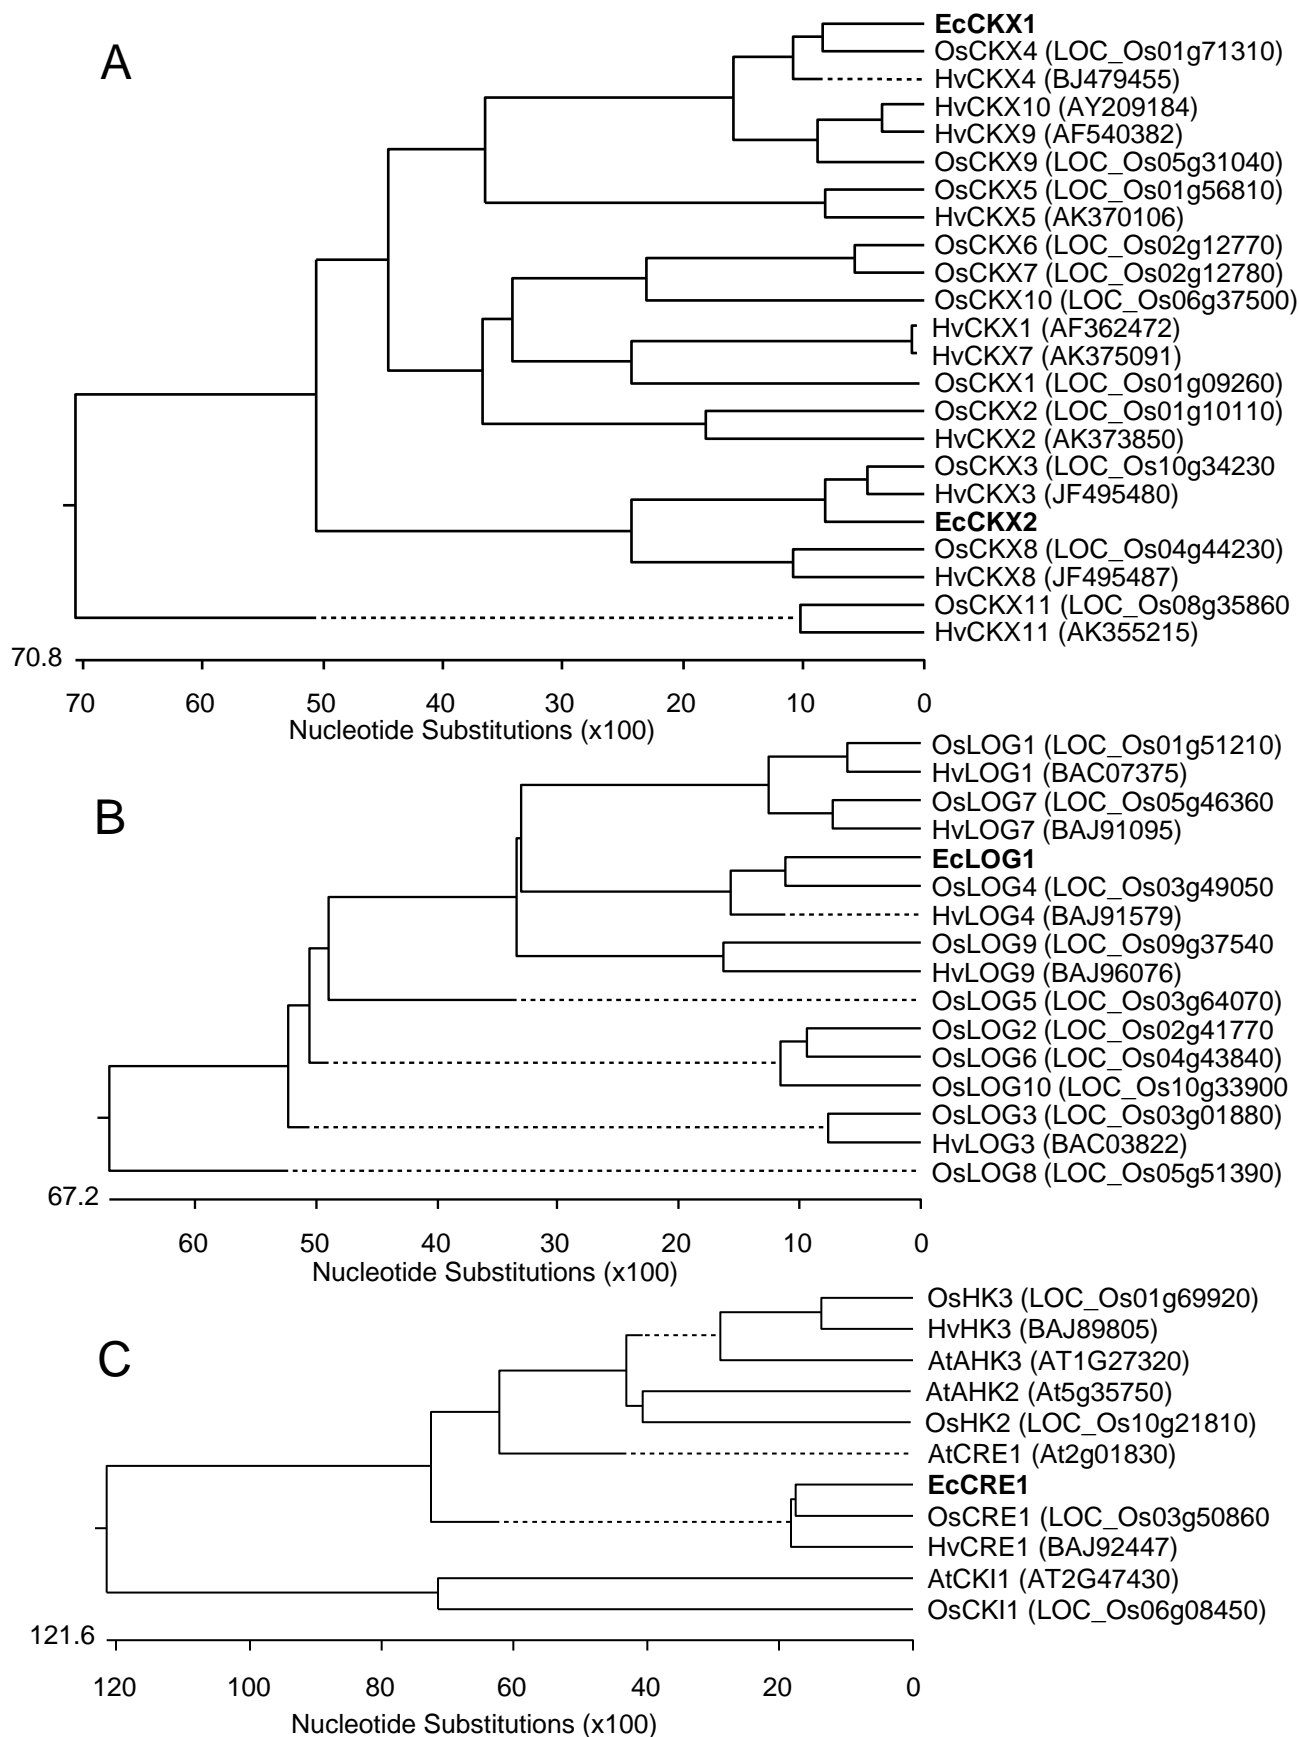 A
EcCKX1
OsCKX4 (LOC_Os01g71310)
HvCKX4 (BJ479455)
HvCKX10 (AY209184)
HvCKX9 (AF540382)
OsCKX9 (LOC_Os05g31040)
OsCKX5 (LOC_Os01g56810)
HvCKX5 (AK370106)
OsCKX6 (LOC_Os02g12770)
OsCKX7 (LOC_Os02g12780)
OsCKX10 (LOC_Os06g37500)
HvCKX1 (AF362472)
HvCKX7 (AK375091)
OsCKX1 (LOC_Os01g09260)
OsCKX2 (LOC_Os01g10110)
HvCKX2 (AK373850)
OsCKX3 (LOC_Os10g34230
HvCKX3 (JF495480)
EcCKX2
OsCKX8 (LOC_Os04g44230)
HvCKX8 (JF495487)
OsCKX11 (LOC_Os08g35860
HvCKX11 (AK355215)
70.8
70 60 50 40 30 20 10 0
Nucleotide Substitutions (x100)
B
OsLOG1 (LOC_Os01g51210)
HvLOG1 (BAC07375)
OsLOG7 (LOC_Os05g46360
HvLOG7 (BAJ91095)
EcLOG1
OsLOG4 (LOC_Os03g49050
HvLOG4 (BAJ91579)
OsLOG9 (LOC_Os09g37540
HvLOG9 (BAJ96076)
OsLOG5 (LOC_Os03g64070)
OsLOG2 (LOC_Os02g41770
OsLOG6 (LOC_Os04g43840)
OsLOG10 (LOC_Os10g33900
OsLOG3 (LOC_Os03g01880)
HvLOG3 (BAC03822)
OsLOG8 (LOC_Os05g51390)
67.2
60 50 40 30 20 10 0
Nucleotide Substitutions (x100)
C
OsHK3 (LOC_Os01g69920)
HvHK3 (BAJ89805)
AtAHK3 (AT1G27320)
AtAHK2 (At5g35750)
OsHK2 (LOC_Os10g21810)
AtCRE1 (At2g01830)
EcCRE1
OsCRE1 (LOC_Os03g50860
HvCRE1 (BAJ92447)
AtCKI1 (AT2G47430)
OsCKI1 (LOC_Os06g08450)
121.6
120 100 80 60 40 20 0
Nucleotide Substitutions (x100)